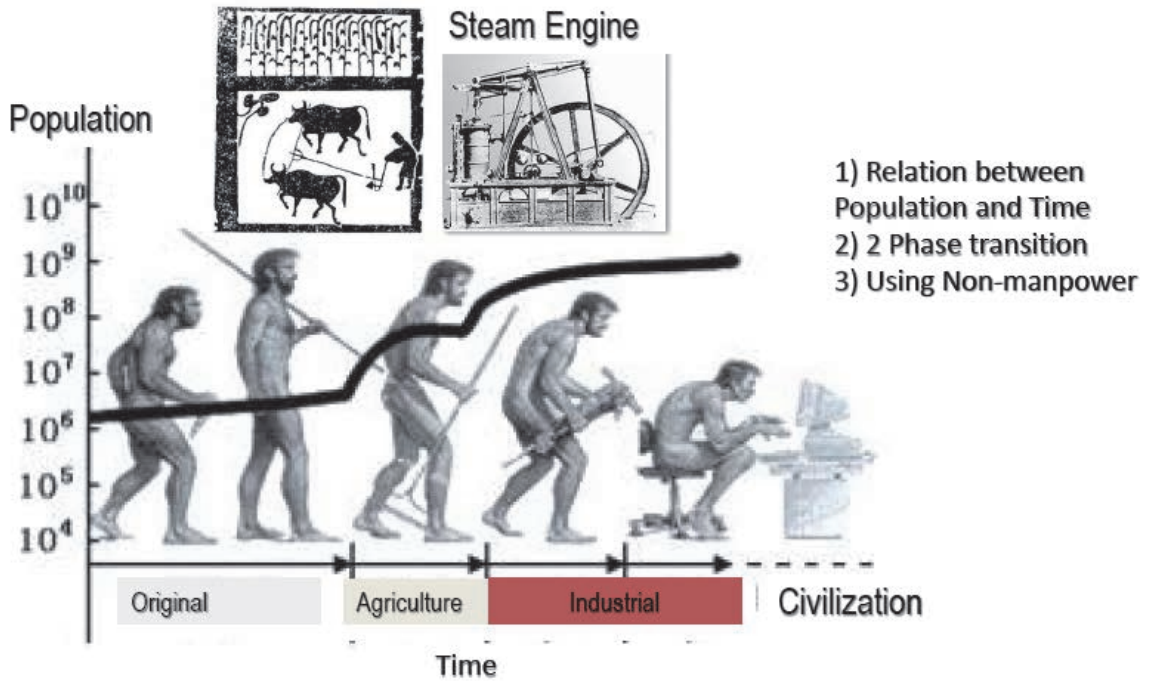 Steam Engine
Population
10^10
10^9
10^8
10^7
10^6
10^5
10^4
1) Relation between
Population and Time
2) 2 Phase transition
3) Using Non-manpower
Original
Agriculture
Industrial
Civilization
Time